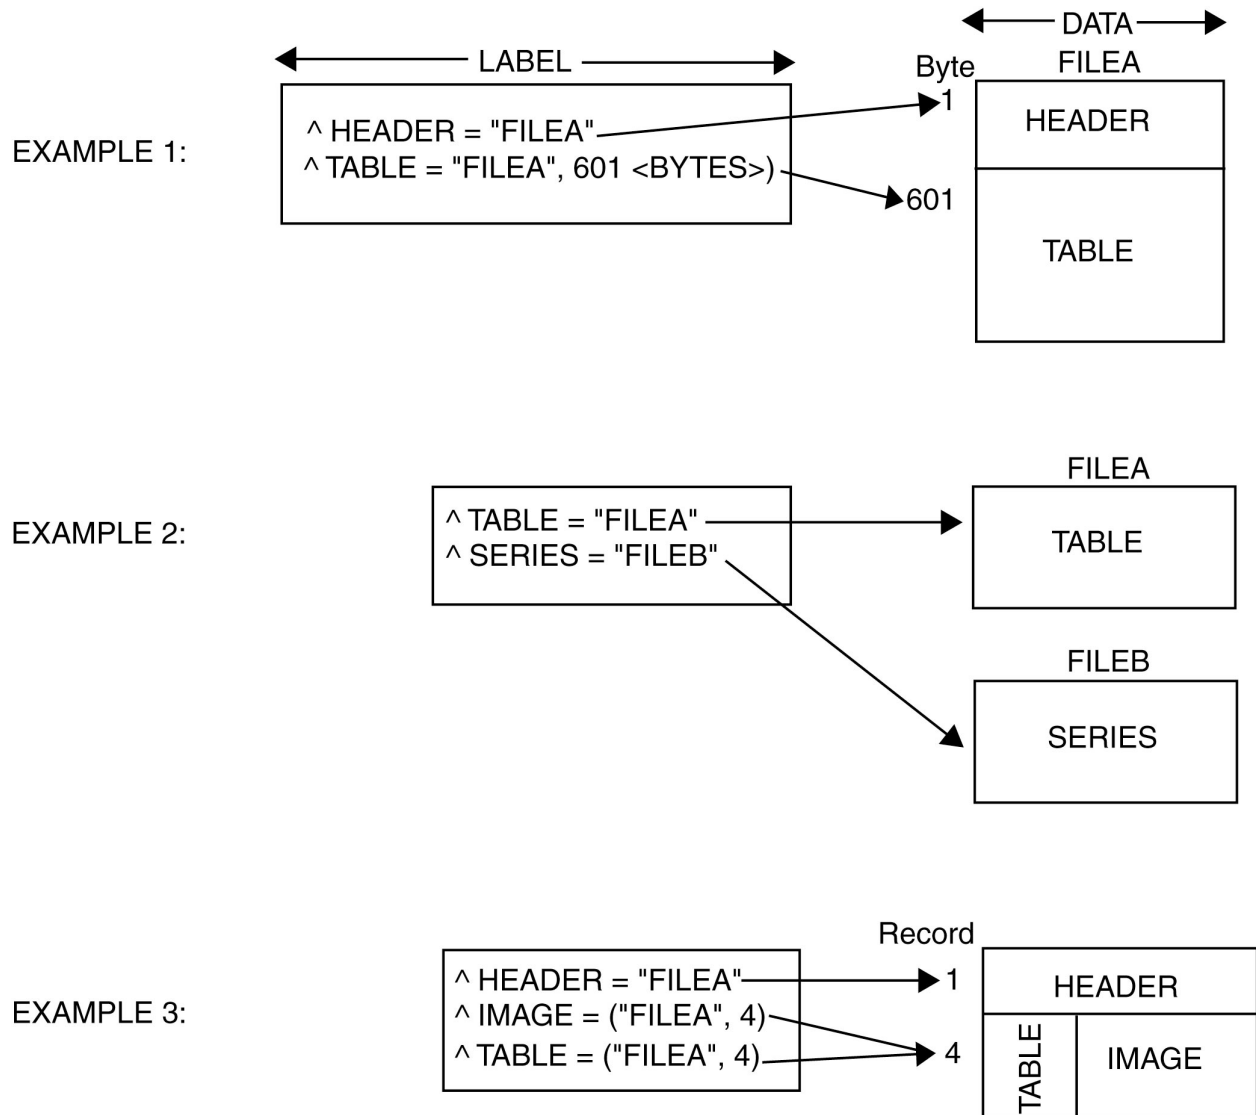 DATA
LABEL
Byte
FILEA
EXAMPLE 1:
^ HEADER = "FILEA"
1
HEADER
^ TABLE = "FILEA", 601 <BYTES>)
601
TABLE
FILEA
EXAMPLE 2:
^ TABLE = "FILEA"
^ SERIES = "FILEB"
TABLE
FILEB
SERIES
Record
EXAMPLE 3:
^ HEADER = "FILEA"
1
HEADER
^ IMAGE = ("FILEA", 4)
^ TABLE = ("FILEA", 4)
4
TABLE
IMAGE